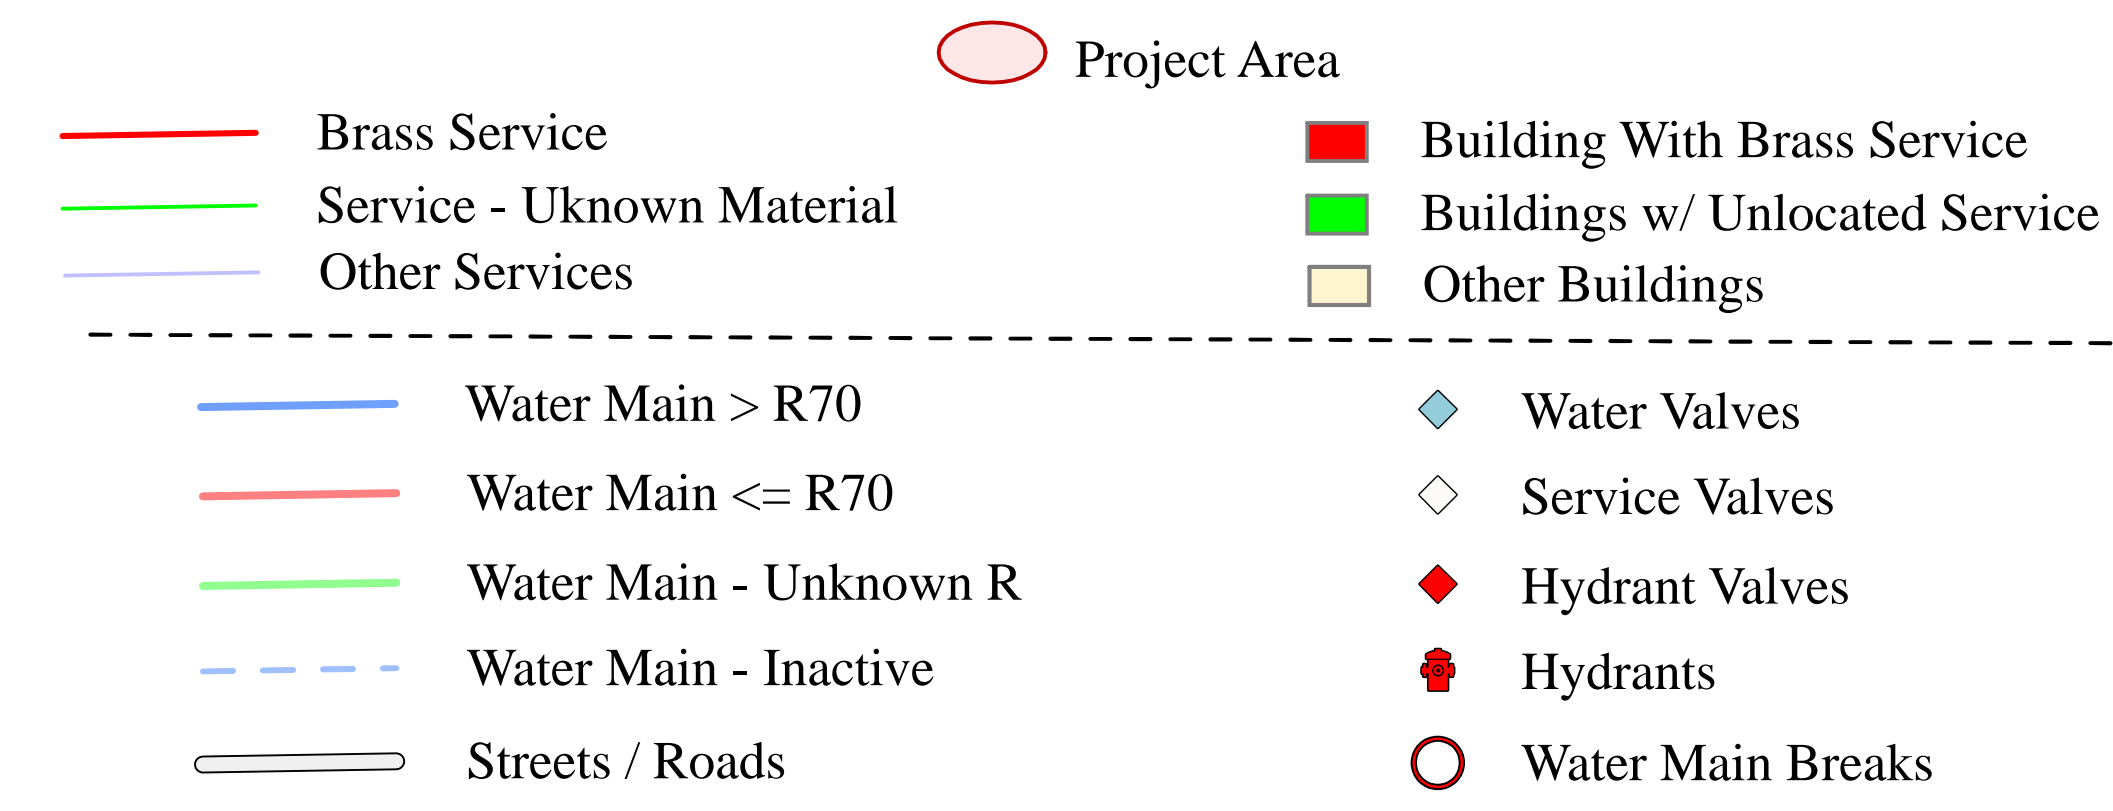 Project Area
Brass Service
Service - Uknown Material
Other Services
Building With Brass Service
Buildings w/ Unlocated Service
Other Buildings
Water Main > R70
Water Main <= R70
Water Main - Unknown R
Water Main - Inactive
Streets / Roads
Water Valves
Service Valves
Hydrant Valves
Hydrants
Water Main Breaks